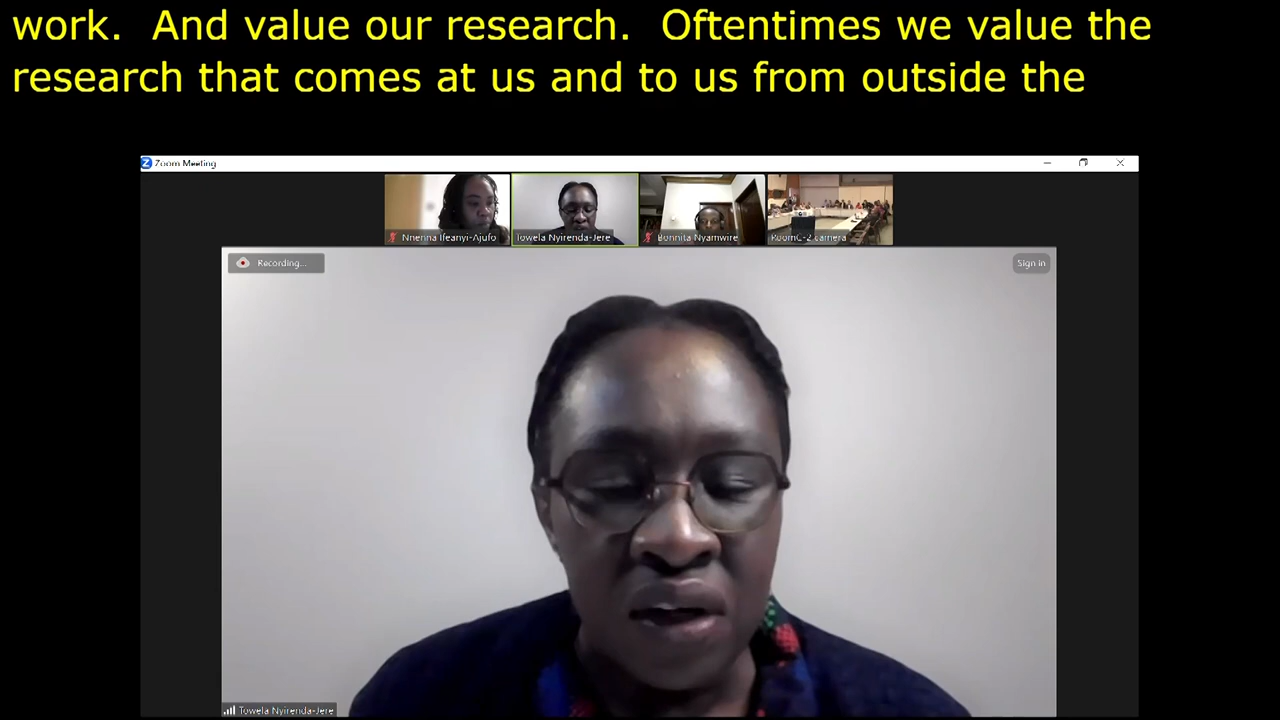 work.  And value our research.  Oftentimes we value the
research that comes at us and to us from outside the
Zoom Meeting
Nnenna Ifeanyi-Ajufo
Towela Nyirenda-Jere
Bonnita Nyamwire
RoomC-2 camera
Recording...
Sign in
Towela Nyirenda-Jere